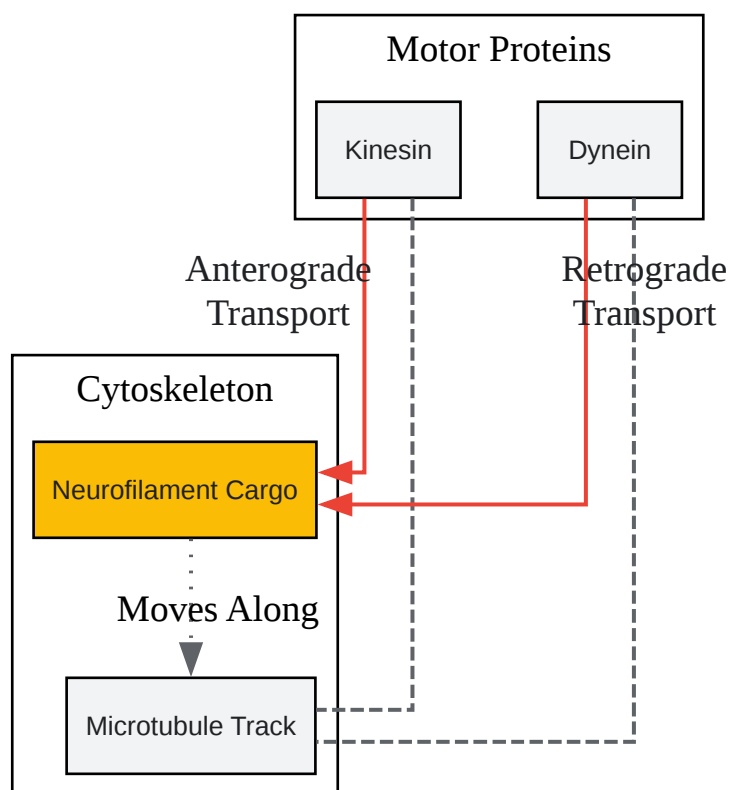 Motor Proteins
Kinesin
Dynein
Anterograde
Transport
Retrograde
Transport
Cytoskeleton
Neurofilament Cargo
Moves Along
Microtubule Track